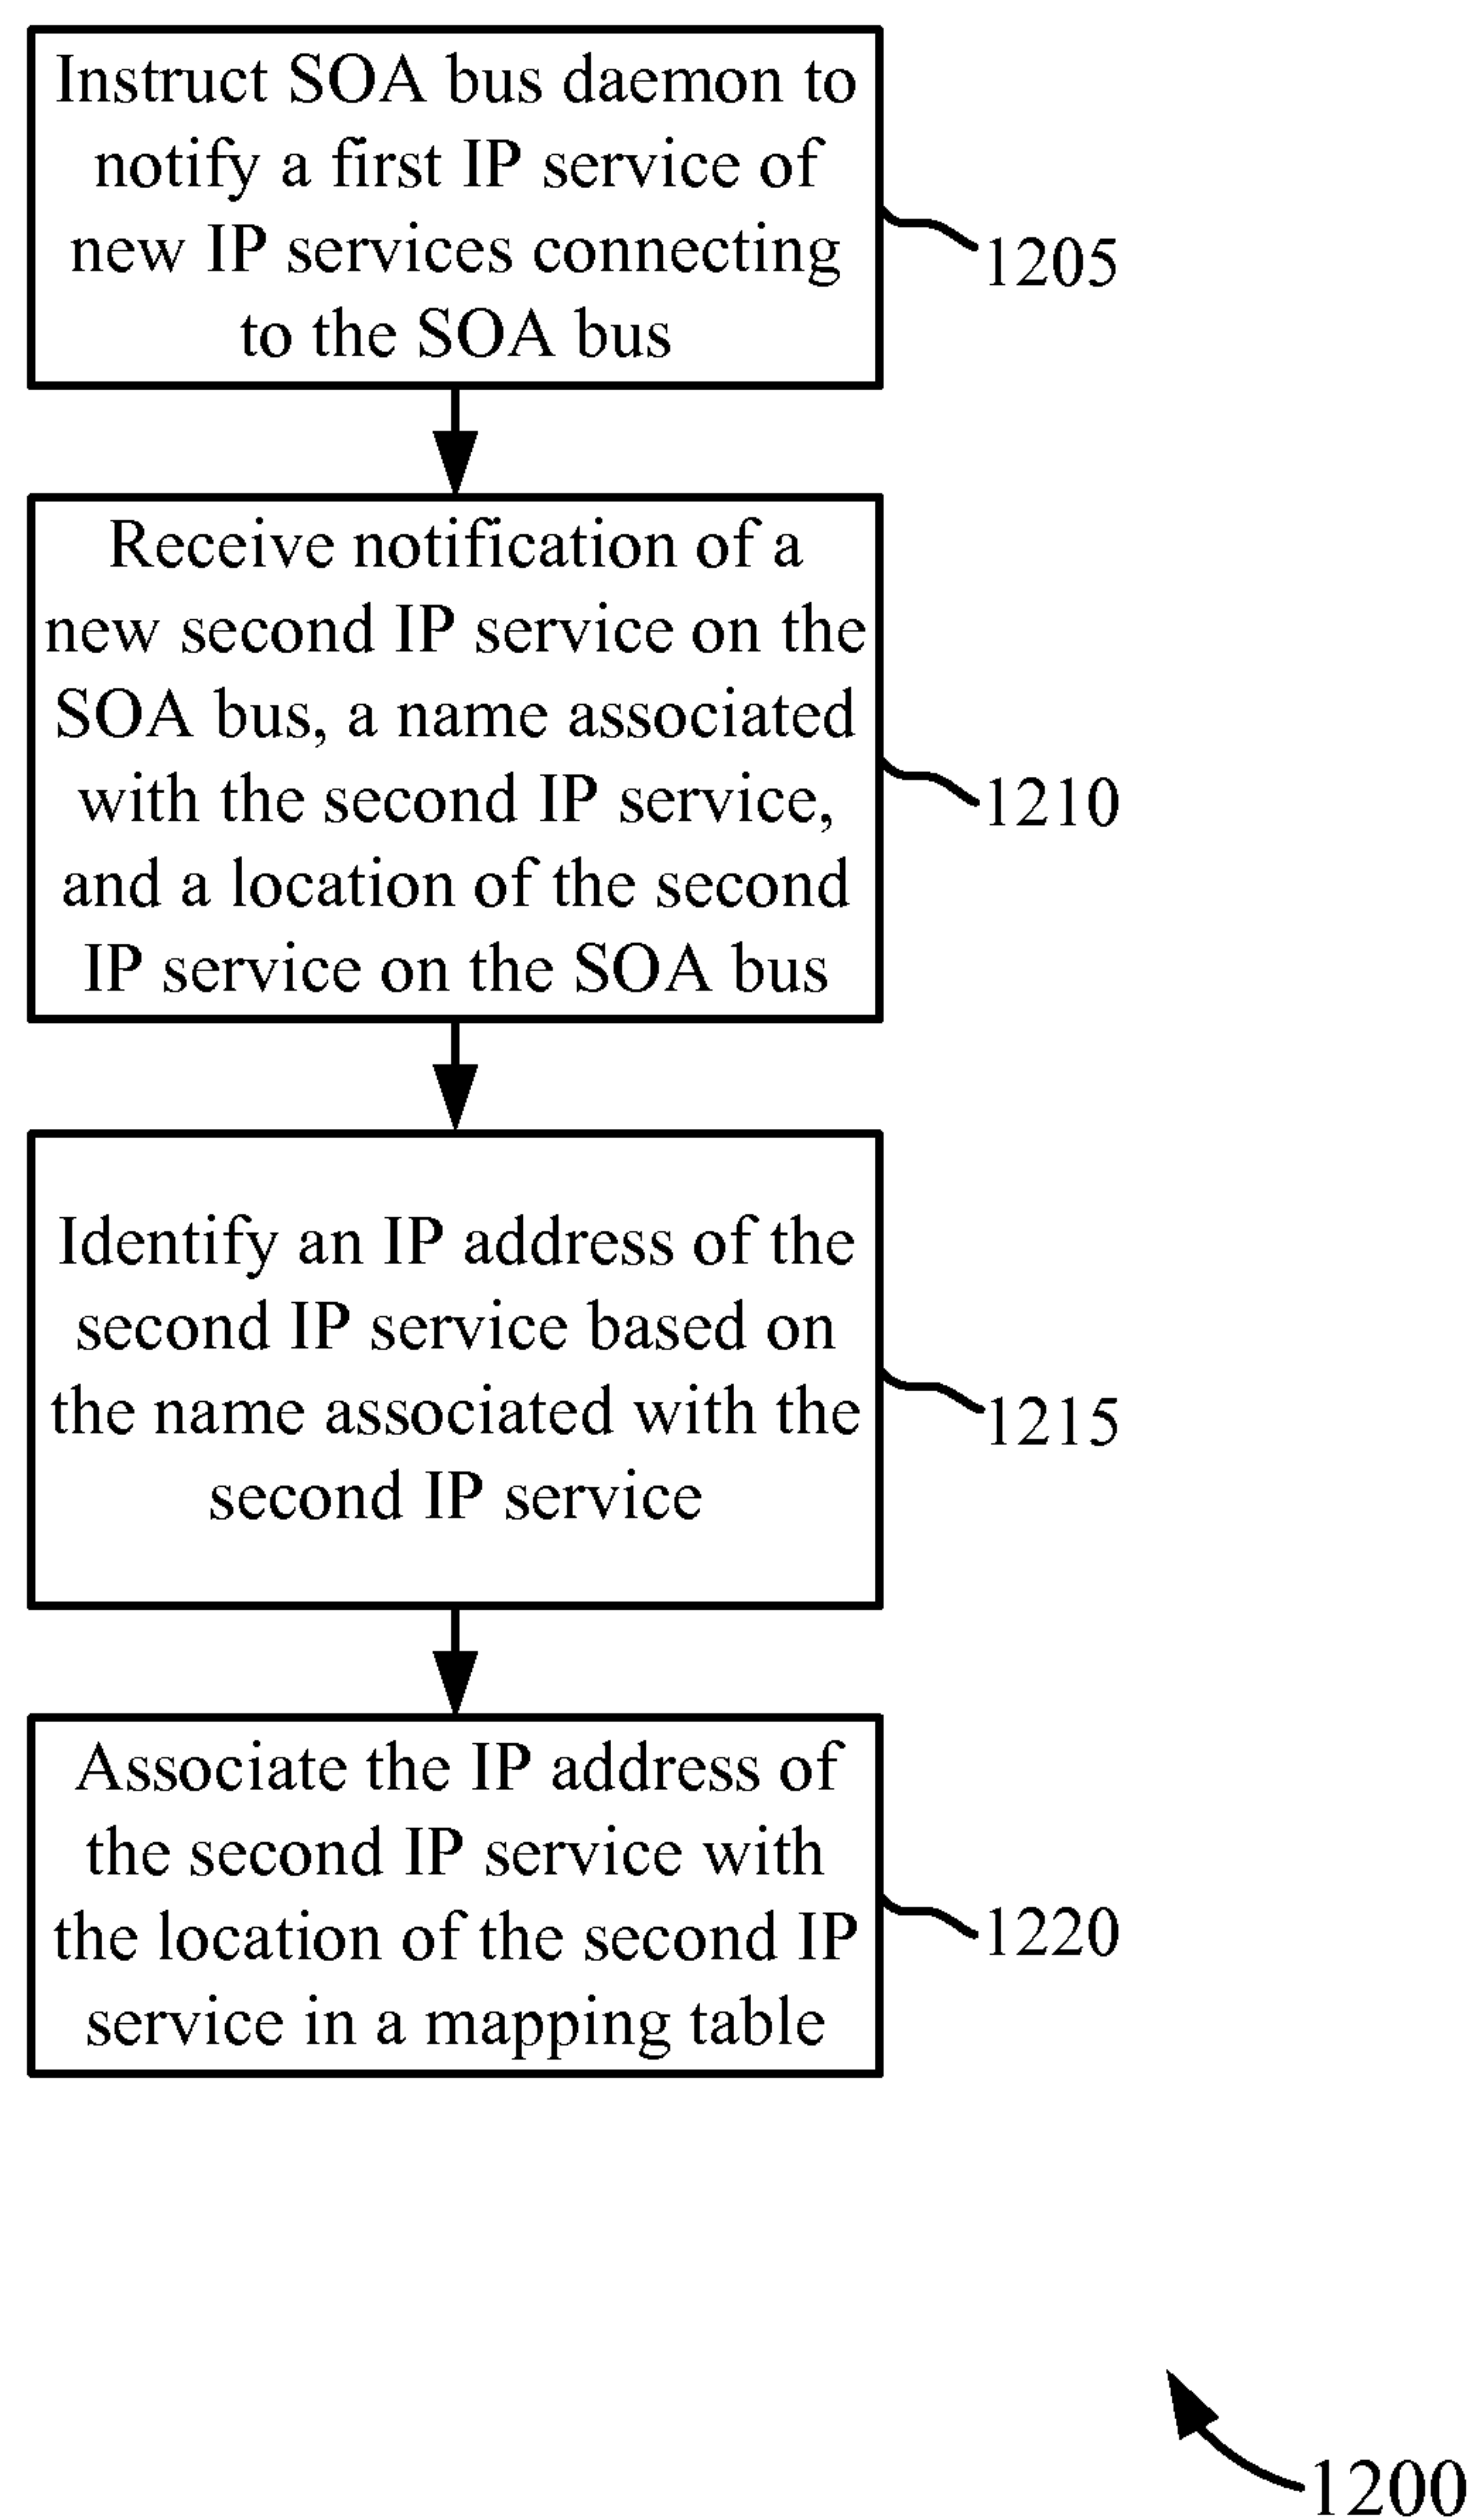 Instruct SOA bus daemon to
notify a first IP service of
new IP services connecting
to the SOA bus
1205
Receive notification of a
new second IP service on the
SOA bus, a name associated
with the second IP service,
and a location of the second
IP service on the SOA bus
1210
Identify an IP address of the
second IP service based on
the name associated with the
second IP service
1215
Associate the IP address of
the second IP service with
the location of the second IP
service in a mapping table
1220
1200